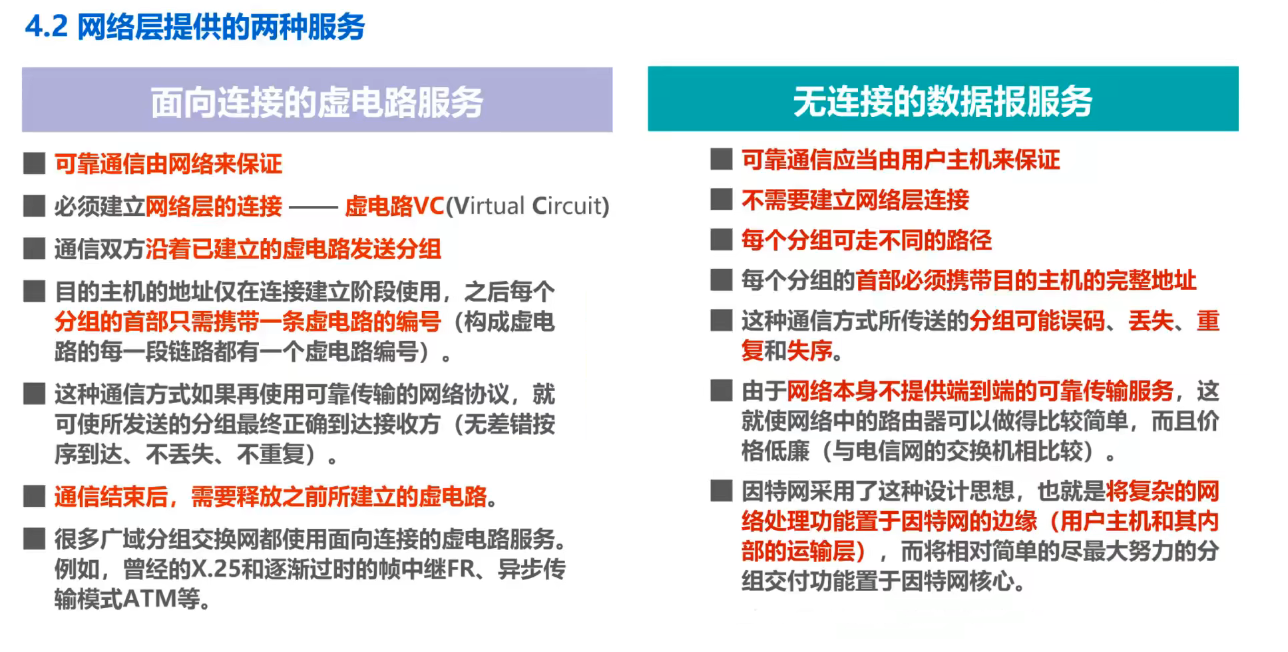 4.2 网络层提供的两种服务
面向连接的虚电路服务
■ 可靠通信由网络来保证
■ 必须建立网络层的连接 —— 虚电路VC(Virtual Circuit)
■ 通信双方沿着已建立的虚电路发送分组
■ 目的主机的地址仅在连接建立阶段使用，之后每个
分组的首部只需携带一条虚电路的编号（构成虚电
路的每一段链路都有一个虚电路编号）。
■ 这种通信方式如果再使用可靠传输的网络协议，就
可使所发送的分组最终正确到达接收方（无差错按
序到达、不丢失、不重复）。
■ 通信结束后，需要释放之前所建立的虚电路。
■ 很多广域分组交换网都使用面向连接的虚电路服务。
例如，曾经的X.25和逐渐过时的帧中继FR、异步传
输模式ATM等。
无连接的数据报服务
■ 可靠通信应当由用户主机来保证
■ 不需要建立网络层连接
■ 每个分组可走不同的路径
■ 每个分组的首部必须携带目的主机的完整地址
■ 这种通信方式所传送的分组可能误码、丢失、重
复和失序。
■ 由于网络本身不提供端到端的可靠传输服务，这
就使网络中的路由器可以做得比较简单，而且价
格低廉（与电信网的交换机相比较）。
■ 因特网采用了这种设计思想，也就是将复杂的网
络处理功能置于因特网的边缘（用户主机和其内
部的运输层），而将相对简单的尽最大努力的分
组交付功能置于因特网核心。